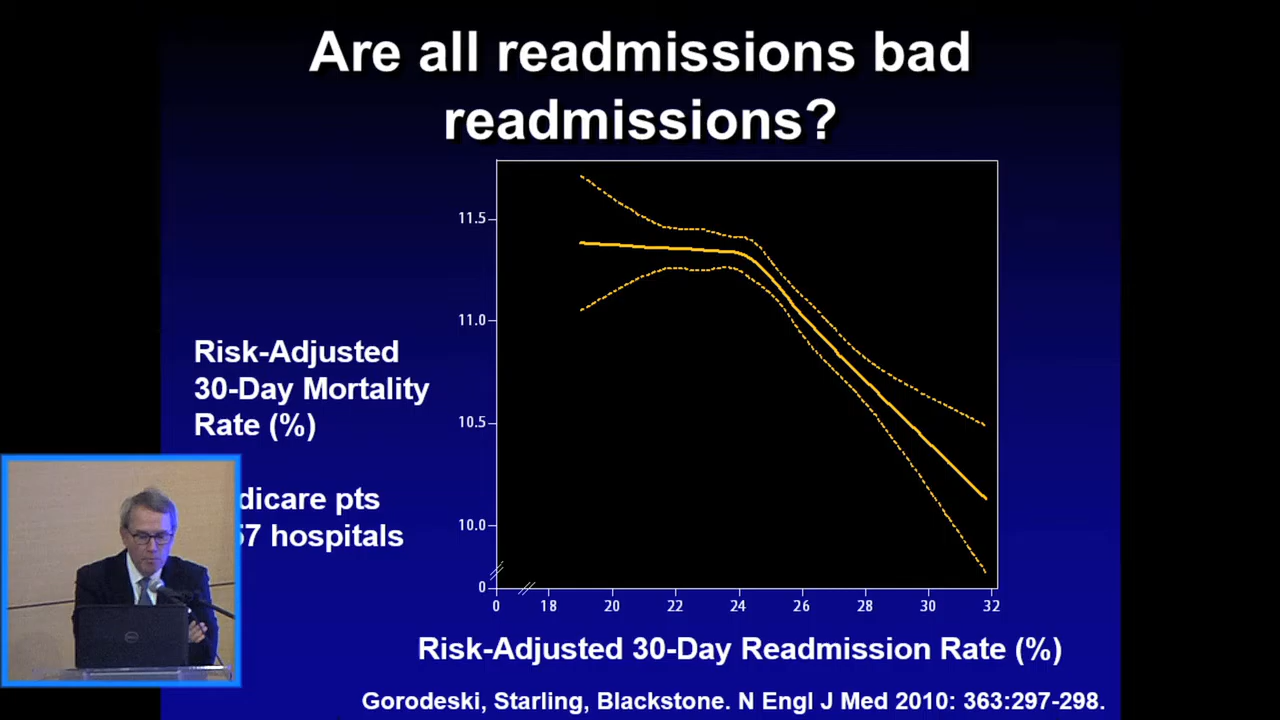 Are all readmissions bad
readmissions?
11.5
11.0
10.5
10.0
0
0 18 20 22 24 26 28 30 32
Risk-Adjusted
30-Day Mortality
Rate (%)
pts
hospitals
Risk-Adjusted 30-Day Readmission Rate (%)
Gorodeski, Starling, Blackstone. N Engl J Med 2010: 363:297-298.